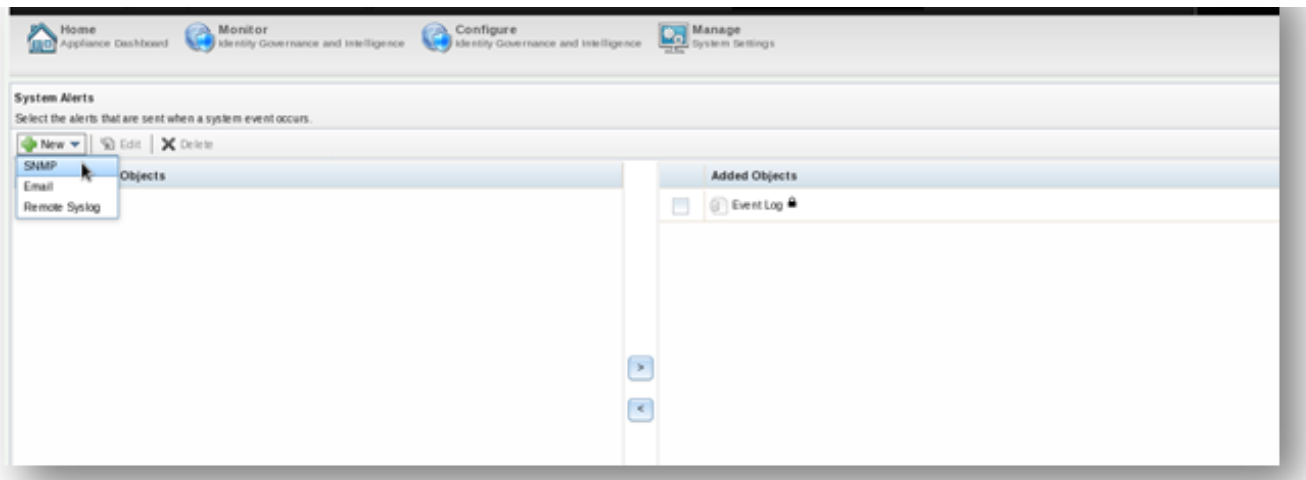 Home
Appliance Dashboard
Monitor
Identity Governance and Intelligence
Configure
Identity Governance and Intelligence
Manage
System Settings
System Alerts
Select the alerts that are sent when a system event occurs.
New Edit Delete
SNMP
Email
Remote Syslog
Objects
Added Objects
Event Log
>
<